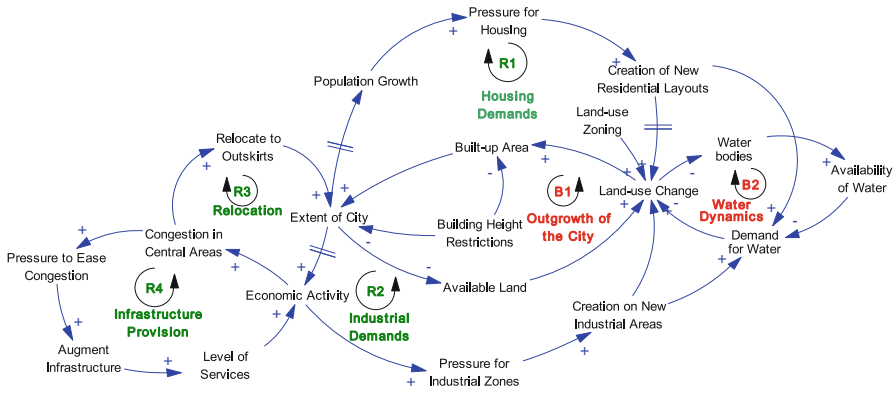 Pressure for
Housing
R1
Housing
Demands
Population Growth
Creation of New
Residential Layouts
Land-use
Zoning
Relocate to
Outskirts
Built-up Area
Water
bodies
Availability
of Water
R3
Relocation
B1
Outgrowth of
the City
Land-use Change
B2
Water
Dynamics
Extent of City
Building Height
Restrictions
Demand
for Water
Congestion in
Central Areas
Pressure to Ease
Congestion
R4
Infrastructure
Provision
Economic Activity
R2
Industrial
Demands
Available Land
Creation on New
Industrial Areas
Augment
Infrastructure
Level of
Services
Pressure for
Industrial Zones